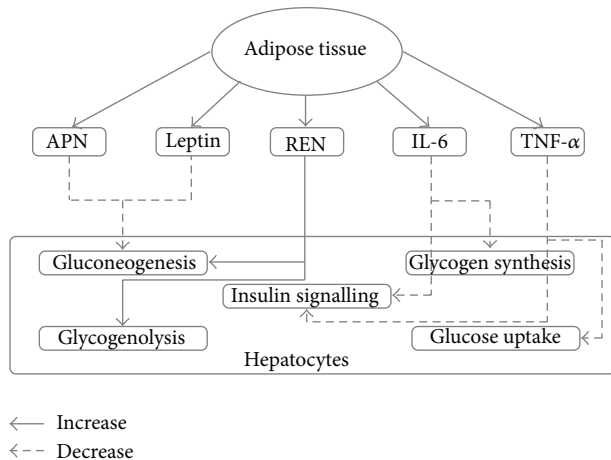 Adipose tissue
APN
Leptin
REN
IL-6
TNF-α
Gluconeogenesis
Glycogen synthesis
Insulin signalling
Glycogenolysis
Glucose uptake
Hepatocytes
Increase
Decrease